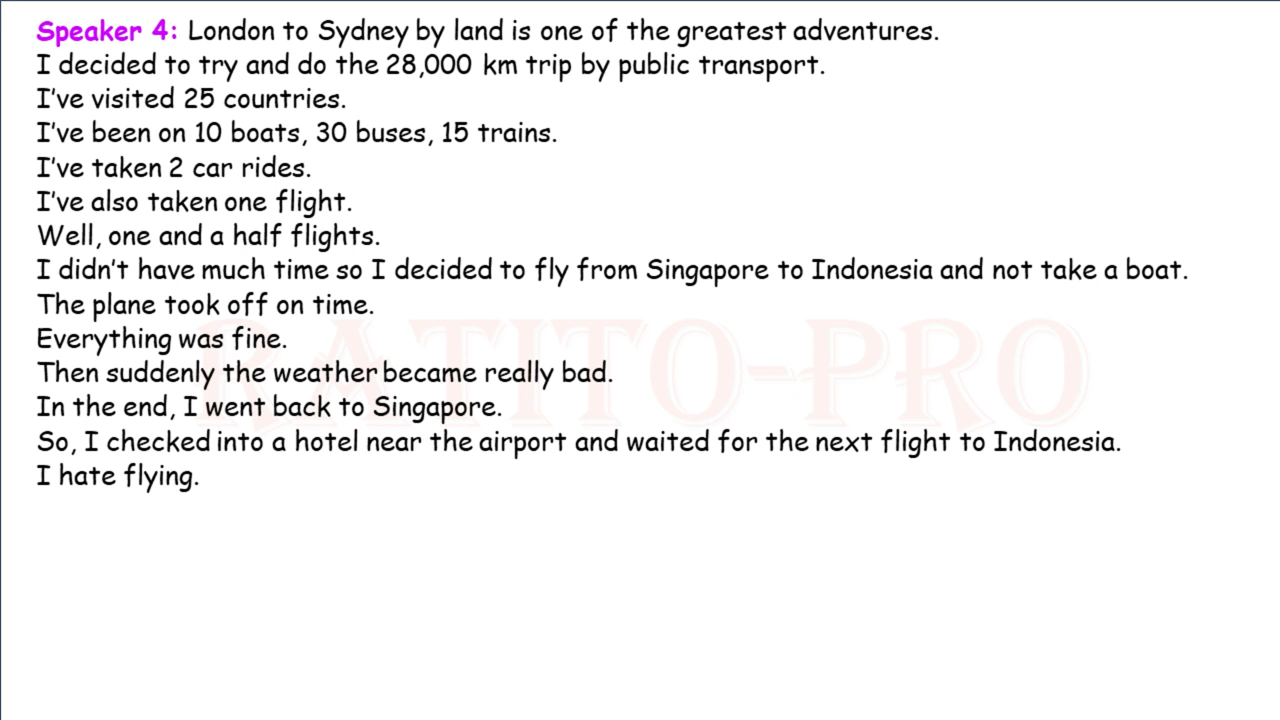 Speaker 4: London to Sydney by land is one of the greatest adventures.
I decided to try and do the 28,000 km trip by public transport.
I've visited 25 countries.
I've been on 10 boats, 30 buses, 15 trains.
I've taken 2 car rides.
I've also taken one flight.
Well, one and a half flights.
I didn't have much time so I decided to fly from Singapore to Indonesia and not take a boat.
The plane took off on time.
Everything was fine.
Then suddenly the weather became really bad.
In the end, I went back to Singapore.
So, I checked into a hotel near the airport and waited for the next flight to Indonesia.
I hate flying.
RATITO-PRO